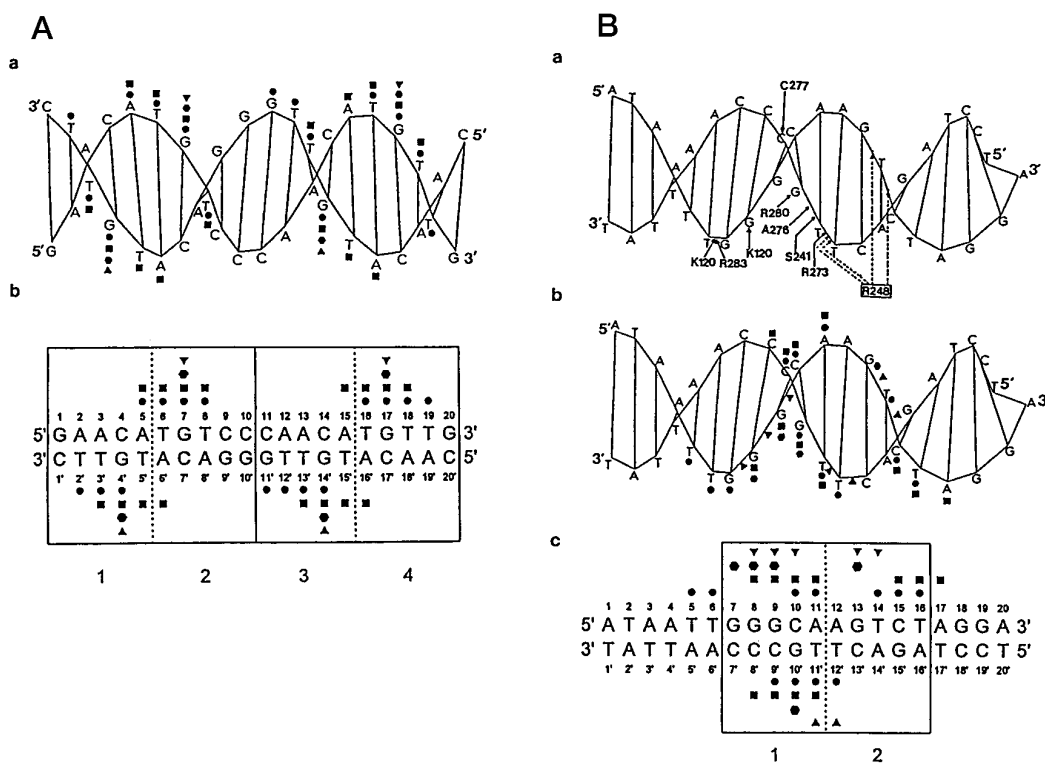 A
a
3' C T A C A T G G G G T T C A T G T A C 5'
5' G A T G T A C A T C C C A A G T A C A T G 3'
b
1 2 3 4 5 6 7 8 9 10 11 12 13 14 15 16 17 18 19 20
5' G A A C A T G T C C C A A C A T G T T G 3'
3' C T T G T A C A G G G T T G T A C A A C 5'
1' 2' 3' 4' 5' 6' 7' 8' 9' 10' 11' 12' 13' 14' 15' 16' 17' 18' 19' 20'
1 2 3 4
B
a
C277
5' A T A A A A C C C C A A G T C G A T C C T 5' A 3'
3' T A T T T T G G G G T T C A T A G G
R280
A276
K120 R283 K120 S241
R273
R248
b
5' A T A A A A C C C C A A G T C G A T C C T 5' A 3'
3' T A T T T T G G G G T T C A T A G G
c
1 2 3 4 5 6 7 8 9 10 11 12 13 14 15 16 17 18 19 20
5' A T A A T T G G G C A A G T C T A G G A 3'
3' T A T T A A C C C G T T C A G A T C C T 5'
1' 2' 3' 4' 5' 6' 7' 8' 9' 10' 11' 12' 13' 14' 15' 16' 17' 18' 19' 20'
1 2